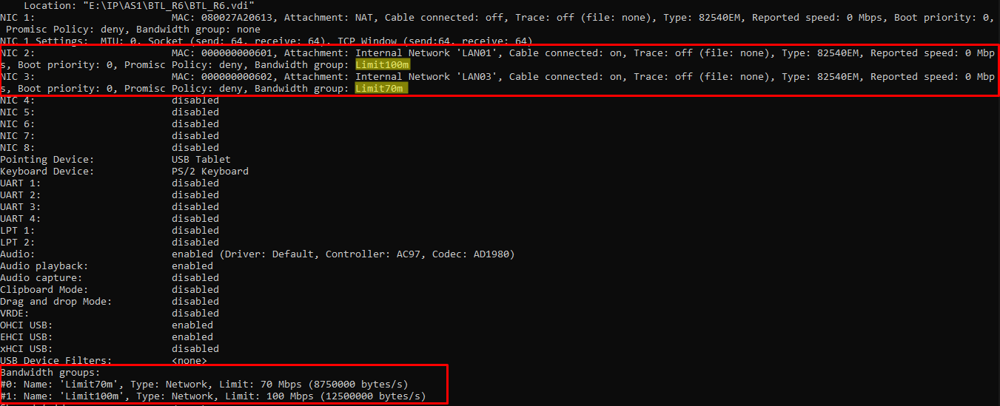 Location: "E:\IP\AS1\BTL_R6\BTL_R6.vdi"
NIC 1: MAC: 080027A20613, Attachment: NAT, Cable connected: off, Trace: off (file: none), Type: 82540EM, Reported speed: 0 Mbps, Boot priority: 0,
Promisc Policy: deny, Bandwidth group: none
NIC 1 Settings: MTU: 0, Socket (send: 64, receive: 64), TCP Window (send:64, receive: 64)
NIC 2: MAC: 000000000601, Attachment: Internal Network 'LAN01', Cable connected: on, Trace: off (file: none), Type: 82540EM, Reported speed: 0 Mbp
s, Boot priority: 0, Promisc Policy: deny, Bandwidth group: Limit100m
NIC 3: MAC: 000000000602, Attachment: Internal Network 'LAN03', Cable connected: on, Trace: off (file: none), Type: 82540EM, Reported speed: 0 Mbp
s, Boot priority: 0, Promisc Policy: deny, Bandwidth group: Limit70m
NIC 4: disabled
NIC 5: disabled
NIC 6: disabled
NIC 7: disabled
NIC 8: disabled
Pointing Device: USB Tablet
Keyboard Device: PS/2 Keyboard
UART 1: disabled
UART 2: disabled
UART 3: disabled
UART 4: disabled
LPT 1: disabled
LPT 2: disabled
Audio: enabled (Driver: Default, Controller: AC97, Codec: AD1980)
Audio playback: enabled
Audio capture: disabled
Clipboard Mode: disabled
Drag and drop Mode: disabled
VRDE: disabled
OHCI USB: enabled
EHCI USB: enabled
xHCI USB: disabled
USB Device Filters: <none>
Bandwidth groups:
#0: Name: 'Limit70m', Type: Network, Limit: 70 Mbps (8750000 bytes/s)
#1: Name: 'Limit100m', Type: Network, Limit: 100 Mbps (12500000 bytes/s)